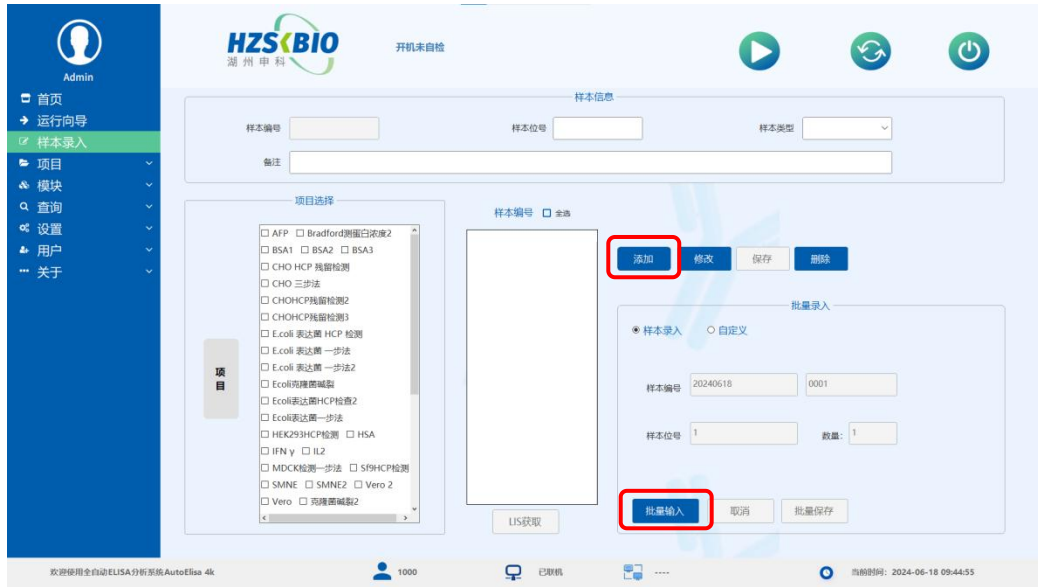 Admin
HZSKBIO
湖州申科
开机未自检
首页
运行向导
样本录入
项目
模块
查询
设置
用户
关于
样本信息
样本编号
样本位号
样本类型
备注
项目选择
项目
AFP Bradford测蛋白浓度2
BSA1 BSA2 BSA3
CHO HCP 残留检测
CHO 三步法
CHOHCP残留检测2
CHOHCP残留检测3
E.coli 表达菌 HCP 检测
E.coli 表达菌 一步法
E.coli 表达菌 一步法2
Ecoli克隆菌碱裂
Ecoli表达菌HCP检查2
Ecoli表达菌一步法
HEK293HCP检测 HSA
IFN y IL2
MDCK检测一步法 Sf9HCP检测
SMNE SMNE2 Vero 2
Vero 克隆菌碱裂2
样本编号 全选
LIS获取
添加 修改 保存 删除
批量录入
样本录入 自定义
样本编号 20240618 0001
样本位号 1 数量: 1
批量输入 取消 批量保存
欢迎使用全自动ELISA分析系统AutoElisa 4k
1000
已联机
----
当前时间: 2024-06-18 09:44:55